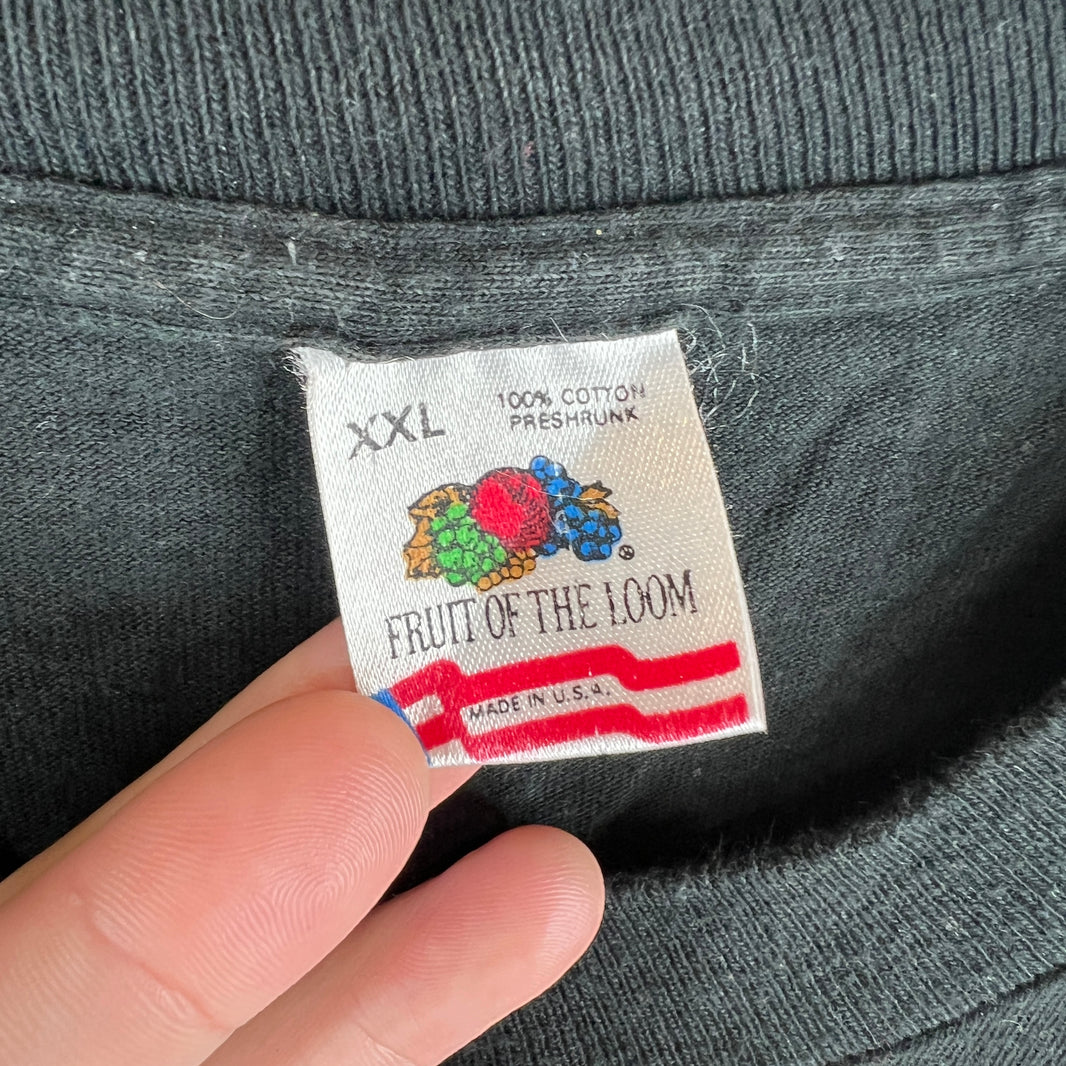 XXL
100% COTTON
PRESHRUNK
®
FRUIT OF THE LOOM
MADE IN U.S.A.